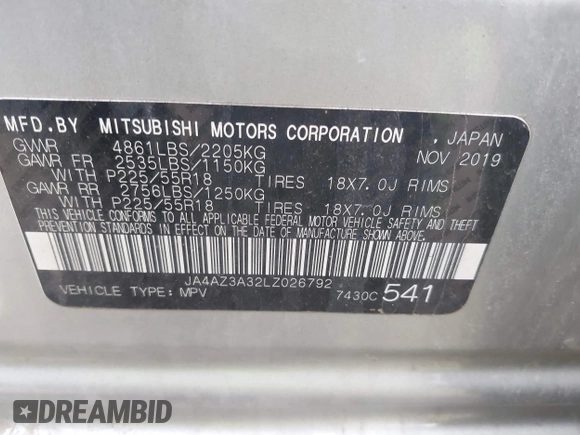 MFD.BY MITSUBISHI MOTORS CORPORATION , JAPAN
GVWR 4861LBS/2205KG NOV 2019
GAWR FR 2535LBS/1150KG
WITH P225/55R18 TIRES 18X7.0J RIMS
GAWR RR 2756LBS/1250KG
WITH P225/55R18 TIRES 18X7.0J RIMS
THIS VEHICLE CONFORMS TO ALL APPLICABLE FEDERAL MOTOR VEHICLE SAFETY, BUMPER, AND THEFT
PREVENTION STANDARDS IN EFFECT ON THE DATE OF MANUFACTURE SHOWN ABOVE.
JA4AZ3A32LZ026792
VEHICLE TYPE: MPV 7430C 541
DREAMBID